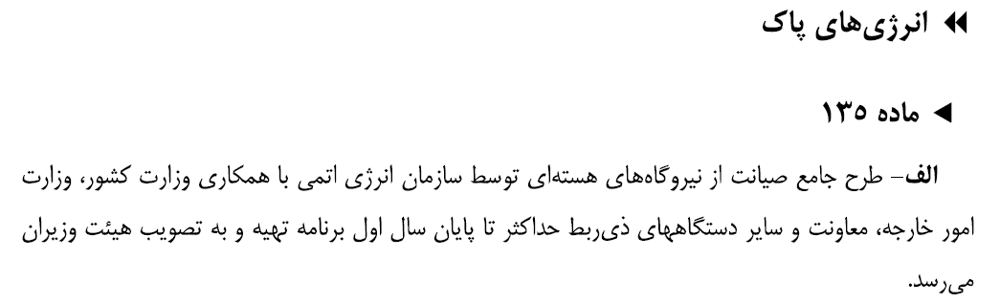 انرژی‌های پاک
ماده ۱۳۵
الف– طرح جامع صیانت از نیروگاه‌های هسته‌ای توسط سازمان انرژی اتمی با همکاری وزارت کشور، وزارت
امور خارجه، معاونت و سایر دستگاههای ذی‌ربط حداکثر تا پایان سال اول برنامه تهیه و به تصویب هیئت وزیران
می‌رسد.